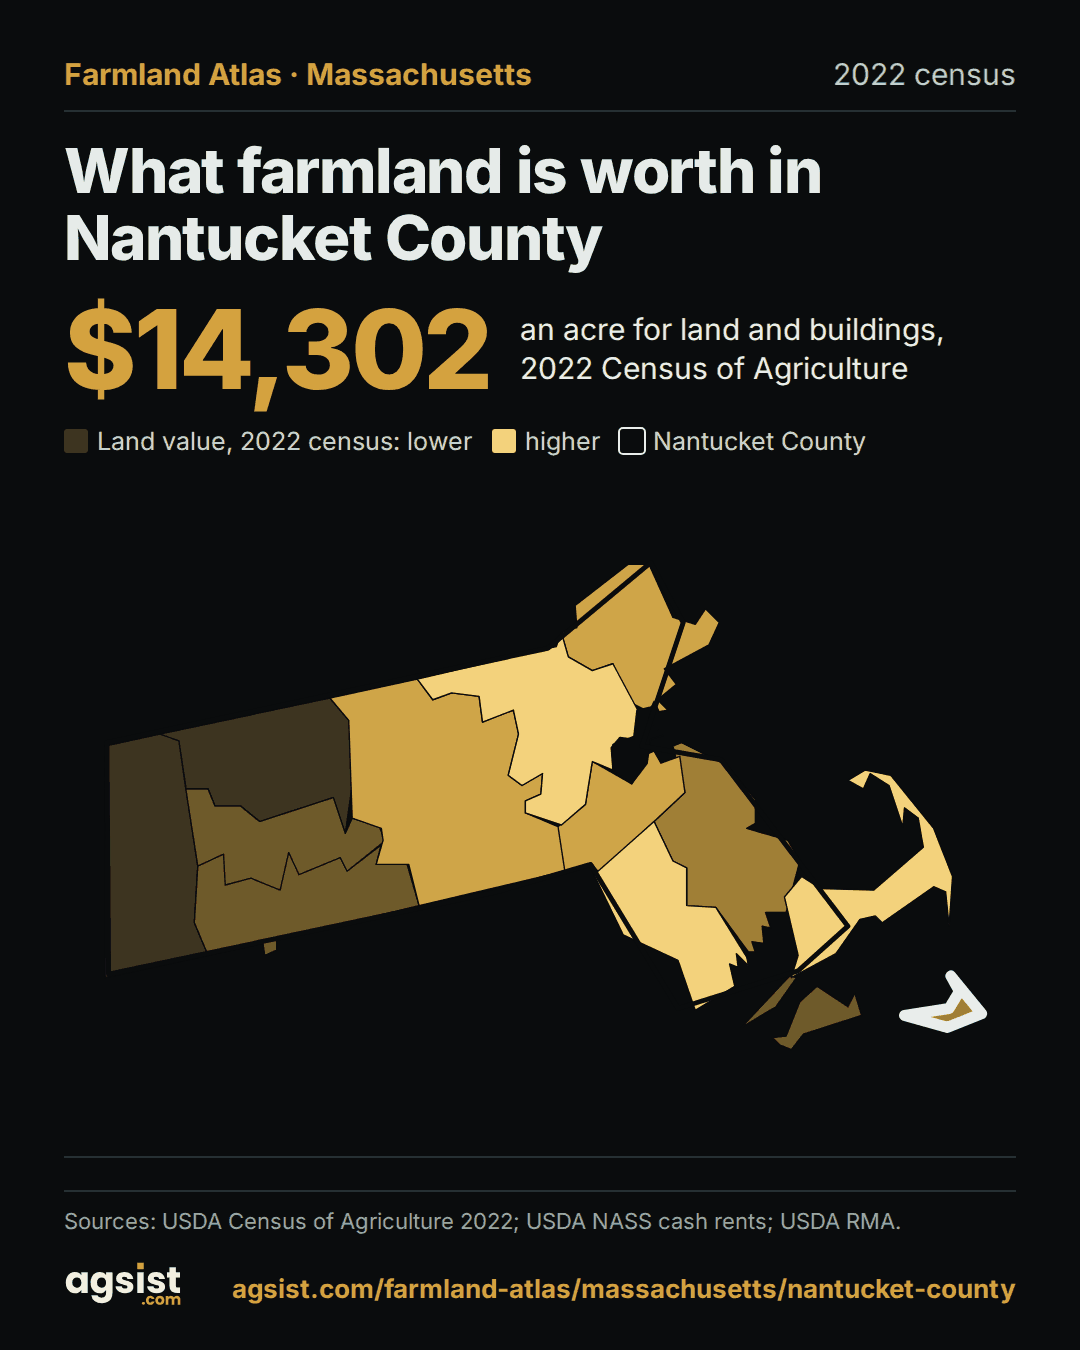 Farmland Atlas · Massachusetts
2022 census
What farmland is worth in
Nantucket County
$14,302
an acre for land and buildings,
2022 Census of Agriculture
Land value, 2022 census: lower
higher
Nantucket County
Sources: USDA Census of Agriculture 2022; USDA NASS cash rents; USDA RMA.
agsist
.com
agsist.com/farmland-atlas/massachusetts/nantucket-county